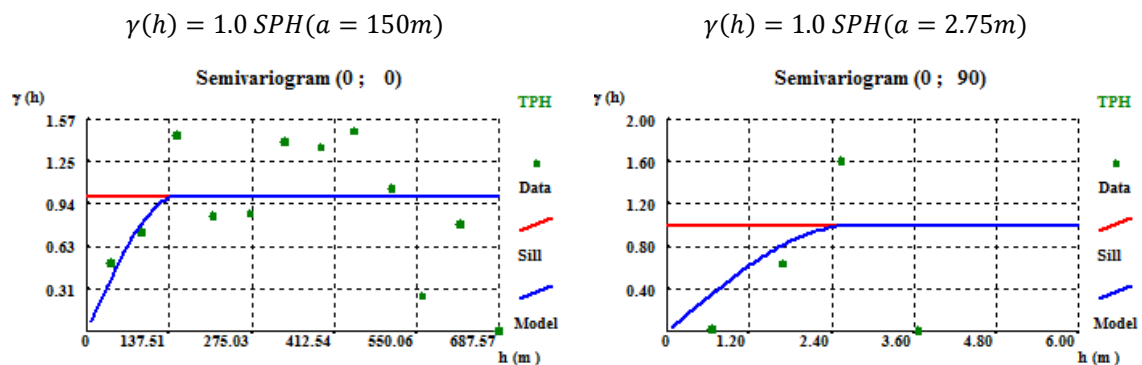 γ(h) = 1.0 SPH(a = 150m)
γ(h) = 1.0 SPH(a = 2.75m)
Semivariogram (0 ; 0)
γ (h)
TPH
1.57
1.25
0.94
0.63
0.31
Data
Sill
Model
0 137.51 275.03 412.54 550.06 687.57
h (m )
Semivariogram (0 ; 90)
γ (h)
TPH
2.00
1.60
1.20
0.80
0.40
Data
Sill
Model
0 1.20 2.40 3.60 4.80 6.00
h (m )